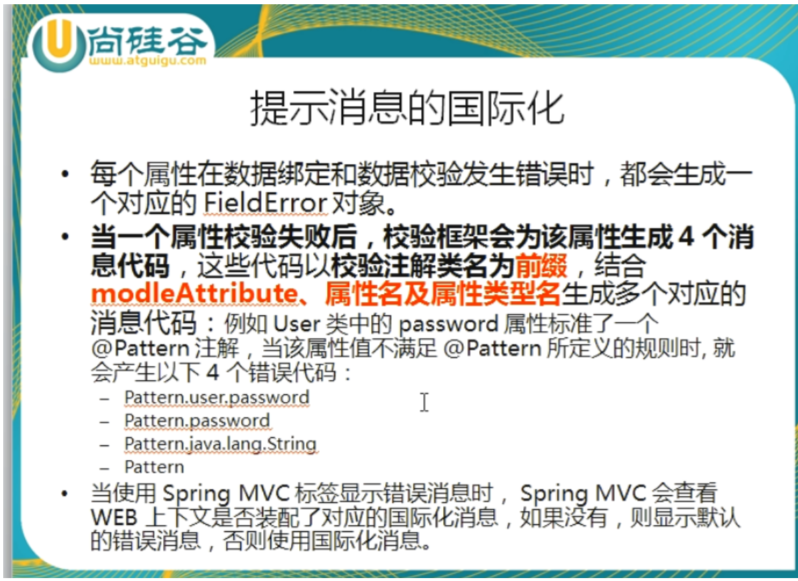 尚硅谷
www.atguigu.com
提示消息的国际化
• 每个属性在数据绑定和数据校验发生错误时，都会生成一
个对应的 FieldError 对象。
• 当一个属性校验失败后，校验框架会为该属性生成 4 个消
息代码，这些代码以校验注解类名为前缀，结合
modleAttribute、属性名及属性类型名生成多个对应的
消息代码：例如 User 类中的 password 属性标准了一个
@Pattern 注解，当该属性值不满足 @Pattern 所定义的规则时, 就
会产生以下 4 个错误代码：
– Pattern.user.password
– Pattern.password
– Pattern.java.lang.String
– Pattern
• 当使用 Spring MVC 标签显示错误消息时， Spring MVC 会查看
WEB 上下文是否装配了对应的国际化消息，如果没有，则显示默认
的错误消息，否则使用国际化消息。